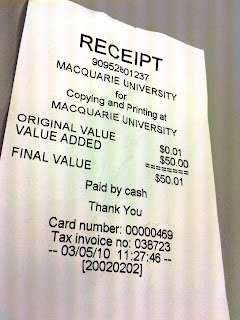 RECEIPT
90952801237
MACQUARIE UNIVERSITY
for
Copying and Printing at
MACQUARIE UNIVERSITY
ORIGINAL VALUE $0.01
VALUE ADDED $50.00
========
FINAL VALUE $50.01
Paid by cash
Thank You
Card number: 00000469
Tax invoice no: 038723
-- 03/05/10 11:27:46 --
[20020202]